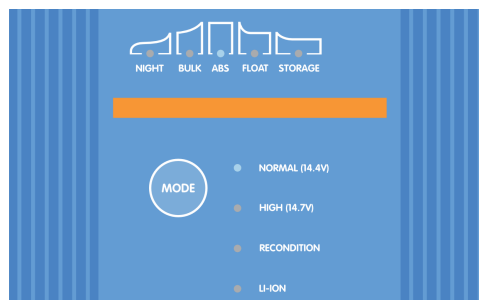 NIGHT BULK ABS FLOAT STORAGE
MODE
NORMAL (14.4V)
HIGH (14.7V)
RECONDITION
LI-ION